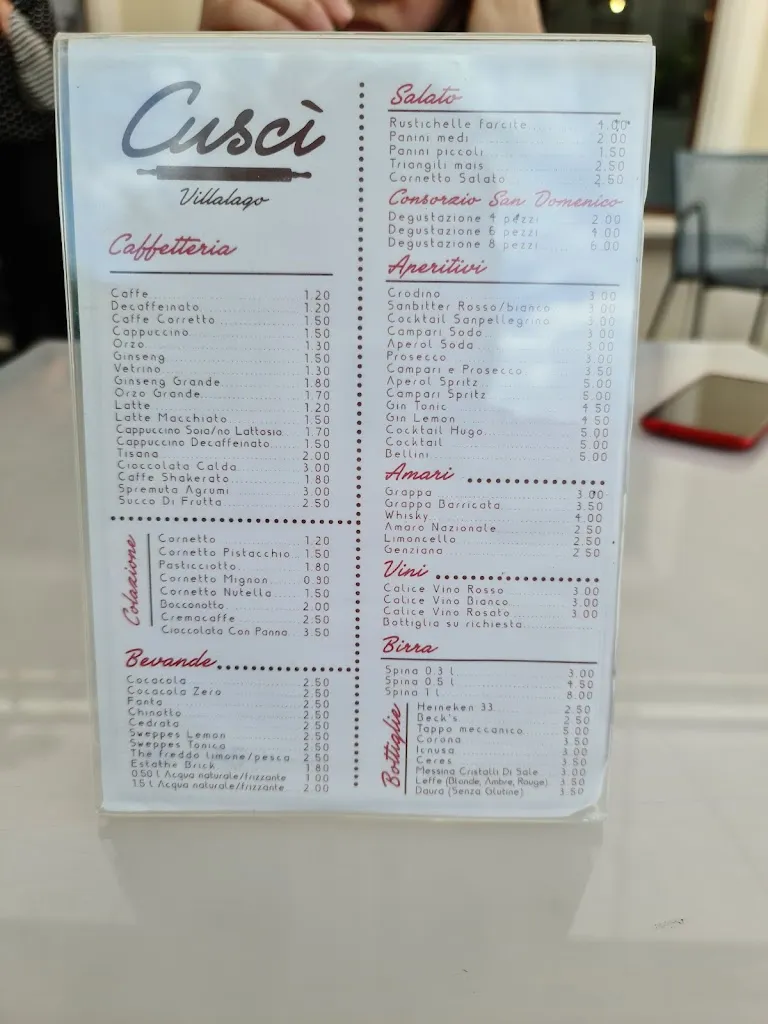 Cuscì
Villalago
Caffetteria
Caffe 1.20
Decaffeinato 1.20
Caffe Corretto 1.50
Cappuccino 1.50
Orzo 1.30
Ginseng 1.50
Vetrino 1.30
Ginseng Grande 1.80
Orzo Grande 1.70
Latte 1.20
Latte Macchiato 1.50
Cappuccino Soia/no Lattosio 1.70
Cappuccino Decaffeinato 1.50
Tisana 2.00
Cioccolata Calda 3.00
Caffe Shakerato 1.80
Spremuta Agrumi 3.00
Succo Di Frutta 2.50
Colazione
Cornetto 1.20
Cornetto Pistacchio 1.50
Pasticciotto 1.80
Cornetto Mignon 0.90
Cornetto Nutella 1.50
Bocconotto 2.00
Cremacaffe 2.50
Cioccolata Con Panna 3.50
Bevande
Cocacola 2.50
Cocacola Zero 2.50
Fanta 2.50
Chinotto 2.50
Cedrata 2.50
Sweppes Lemon 2.50
Sweppes Tonica 2.50
The freddo limone/pesca 2.50
Estathe Brick 1.80
0.50 l Acqua naturale/frizzante 1.00
1.5 l Acqua naturale/frizzante 2.00
Salato
Rustichelle farcite 4.00
Panini medi 2.00
Panini piccoli 1.50
Triangili mais 2.50
Cornetto Salato 2.50
Consorzio San Domenico
Degustazione 4 pezzi 2.00
Degustazione 6 pezzi 4.00
Degustazione 8 pezzi 6.00
Aperitivi
Crodino 3.00
Sanbitter Rosso/bianco 3.00
Cocktail Sanpellegrino 3.00
Campari Soda 3.00
Aperol Soda 3.00
Prosecco 3.00
Campari e Prosecco 3.50
Aperol Spritz 5.00
Campari Spritz 5.00
Gin Tonic 4.50
Gin Lemon 4.50
Cocktail Hugo 5.00
Cocktail 5.00
Bellini 5.00
Amari
Grappa 3.00
Grappa Barricata 3.50
Whisky 4.00
Amaro Nazionale 2.50
Limoncello 2.50
Genziana 2.50
Vini
Calice Vino Rosso 3.00
Calice Vino Bianco 3.00
Calice Vino Rosato 3.00
Bottiglia su richiesta
Birra
Spina 0.3 l 3.00
Spina 0.5 l 4.50
Spina 1 l 8.00
Bottiglie
Heineken 33 2.50
Beck's 2.50
Tappo meccanico 5.00
Corona 3.50
Icnusa 3.00
Ceres 3.50
Messina Cristalli Di Sale 3.00
Leffe (Blonde, Ambre, Rouge) 3.50
Daura (Senza Glutine) 3.50